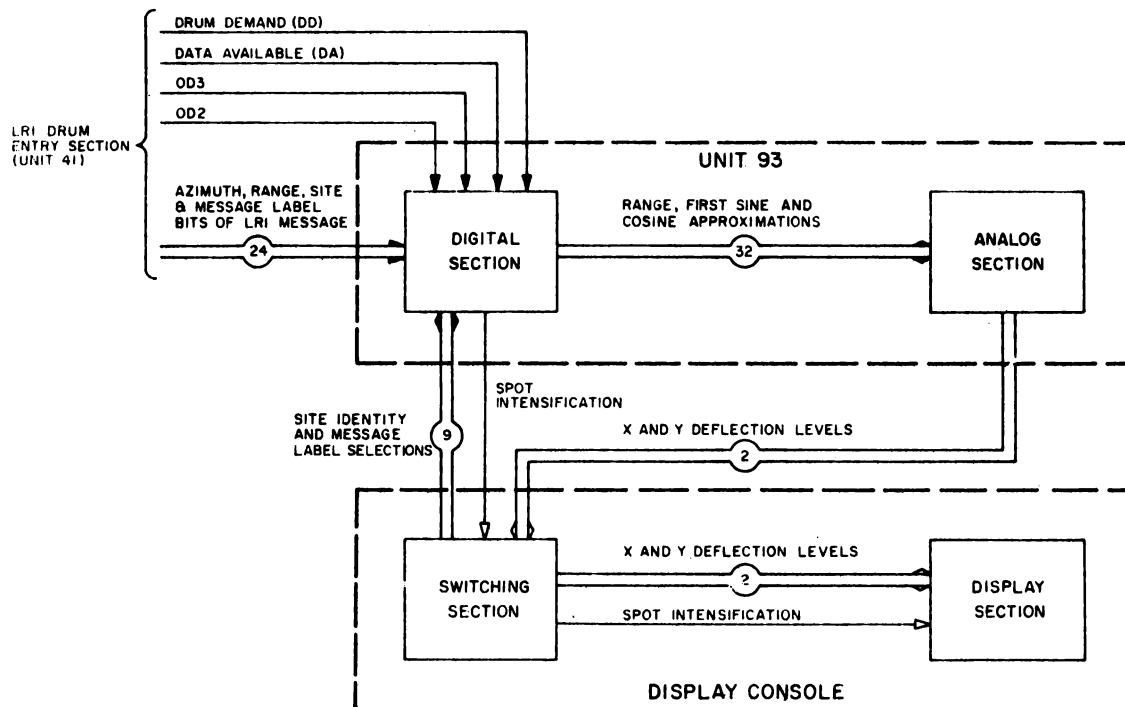 DRUM DEMAND (DD)
DATA AVAILABLE (DA)
OD3
OD2
LRI DRUM
ENTRY SECTION
(UNIT 41)
AZIMUTH, RANGE, SITE
& MESSAGE LABEL
BITS OF LRI MESSAGE
24
UNIT 93
DIGITAL
SECTION
RANGE, FIRST SINE AND
COSINE APPROXIMATIONS
32
ANALOG
SECTION
SPOT
INTENSIFICATION
SITE IDENTITY
AND MESSAGE
LABEL SELECTIONS
9
X AND Y DEFLECTION LEVELS
2
SWITCHING
SECTION
X AND Y DEFLECTION LEVELS
2
SPOT INTENSIFICATION
DISPLAY
SECTION
DISPLAY CONSOLE